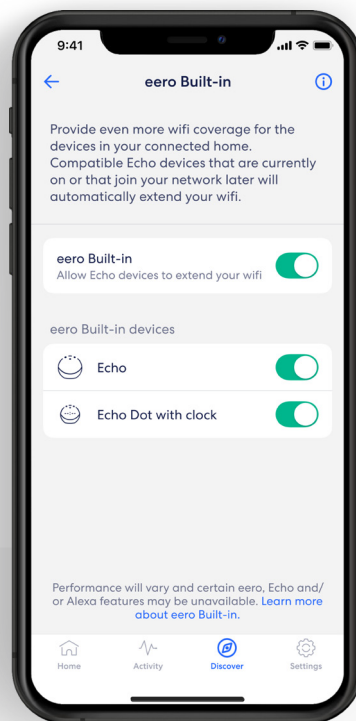 9:41
eero Built-in
Provide even more wifi coverage for the
devices in your connected home.
Compatible Echo devices that are currently
on or that join your network later will
automatically extend your wifi.
eero Built-in
Allow Echo devices to extend your wifi
eero Built-in devices
Echo
Echo Dot with clock
Performance will vary and certain eero, Echo and/
or Alexa features may be unavailable. Learn more
about eero Built-in.
Home Activity Discover Settings